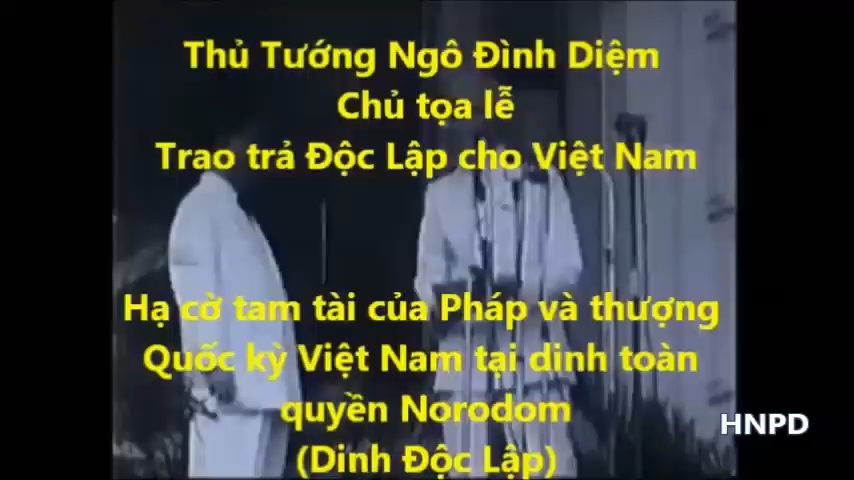 Thủ Tướng Ngô Đình Diệm
Chủ tọa lễ
Trao trả Độc Lập cho Việt Nam
Hạ cờ tam tài của Pháp và thượng
Quốc kỳ Việt Nam tại dinh toàn
quyền Norodom
(Dinh Độc Lập)
HNPD